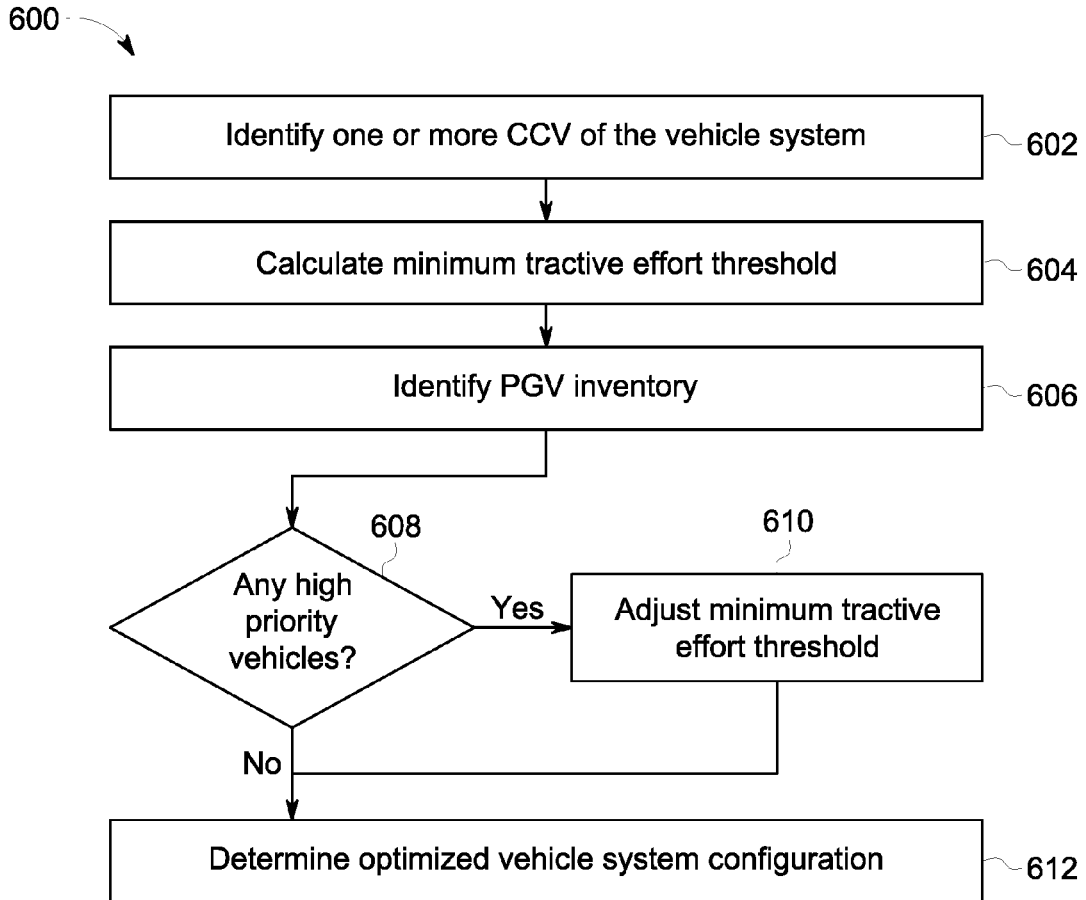 600
Identify one or more CCV of the vehicle system
602
Calculate minimum tractive effort threshold
604
Identify PGV inventory
606
608
Any high
priority
vehicles?
Yes
610
Adjust minimum tractive
effort threshold
No
Determine optimized vehicle system configuration
612